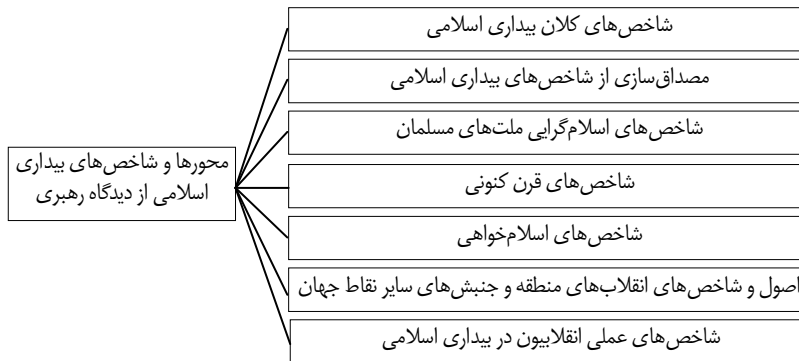 محورها و شاخص‌های بیداری
اسلامی از دیدگاه رهبری
شاخص‌های کلان بیداری اسلامی
مصداق‌سازی از شاخص‌های بیداری اسلامی
شاخص‌های اسلام‌گرایی ملت‌های مسلمان
شاخص‌های قرن کنونی
شاخص‌های اسلام‌خواهی
اصول و شاخص‌های انقلاب‌های منطقه و جنبش‌های سایر نقاط جهان
شاخص‌های عملی انقلابیون در بیداری اسلامی